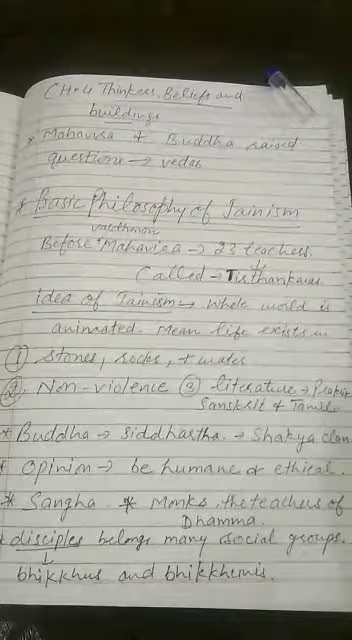 CH-4 Thinkers, Beliefs and
buildings
* Mahavira & Buddha raised
questions → vedas
* Basic Philosophy of Jainism
vardhman
Before Mahavira → 23 teachers.
↓
Called → Tirthankaras
idea of Jainism → whole world is
animated. Mean life exists in
① stones, rocks, & water
② Non-violence ③ literature → Prakrit
Sanskrit & Tamil
* Buddha → siddhartha. → Shakya clan
* Opinion → be humane & ethical.
* Sangha * Monks, the teachers of
Dhamma.
* disciples belongs many social groups.
↓
bhikkhus and bhikkhunis.